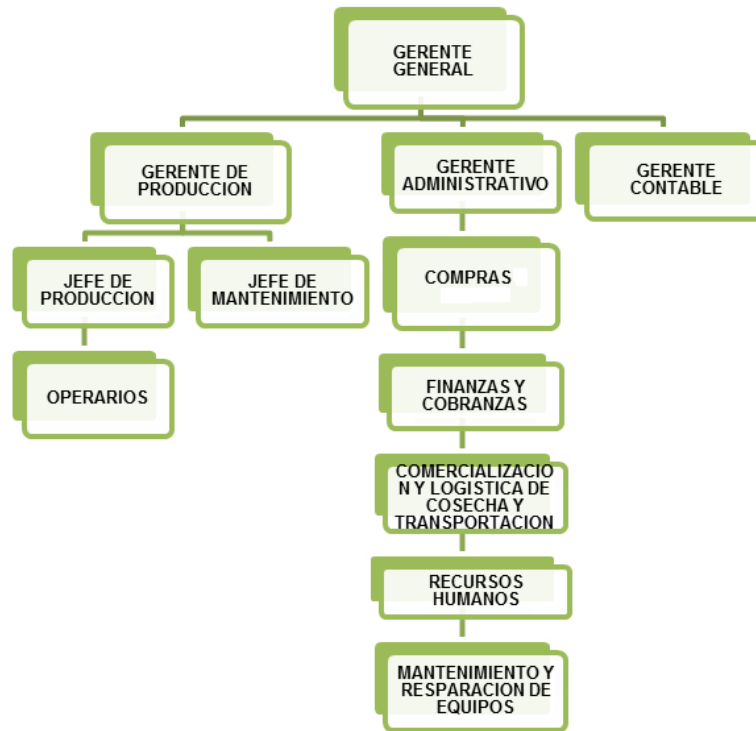 GERENTE
GENERAL
GERENTE DE
PRODUCCION
GERENTE
ADMINISTRATIVO
GERENTE
CONTABLE
JEFE DE
PRODUCCION
JEFE DE
MANTENIMIENTO
COMPRAS
OPERARIOS
FINANZAS Y
COBRANZAS
COMERCIALIZACIO
N Y LOGISTICA DE
COSECHA Y
TRANSPORTACION
RECURSOS
HUMANOS
MANTENIMIENTO Y
RESPARACION DE
EQUIPOS